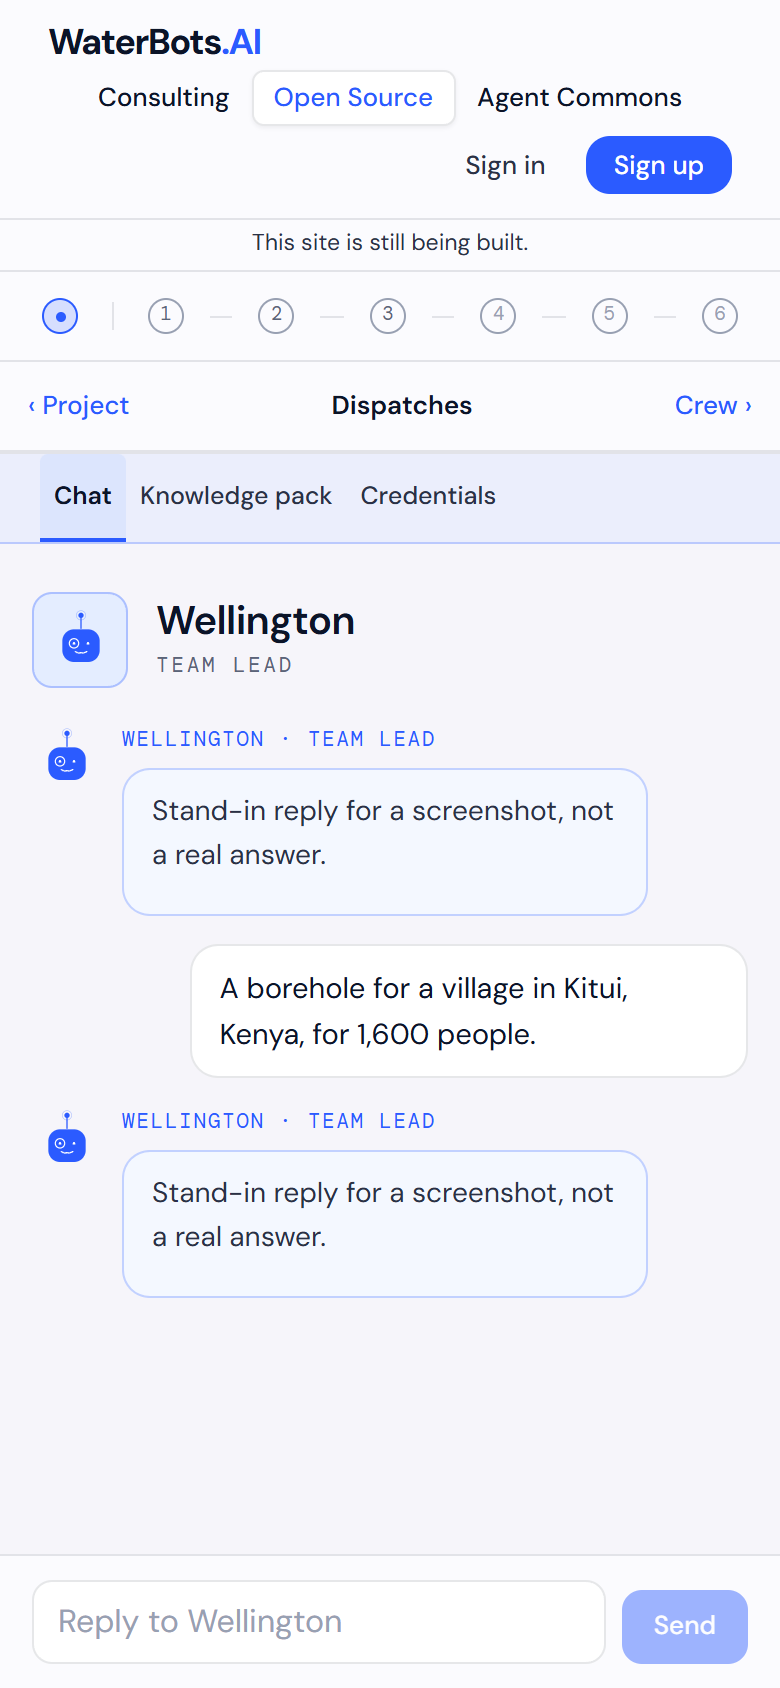 WaterBots.AI
Consulting Open Source Agent Commons
Sign in Sign up
This site is still being built.
1 2 3 4 5 6
‹ Project Dispatches Crew ›
Chat Knowledge pack Credentials
Wellington
TEAM LEAD
WELLINGTON · TEAM LEAD
Stand-in reply for a screenshot, not
a real answer.
A borehole for a village in Kitui,
Kenya, for 1,600 people.
WELLINGTON · TEAM LEAD
Stand-in reply for a screenshot, not
a real answer.
Reply to Wellington Send